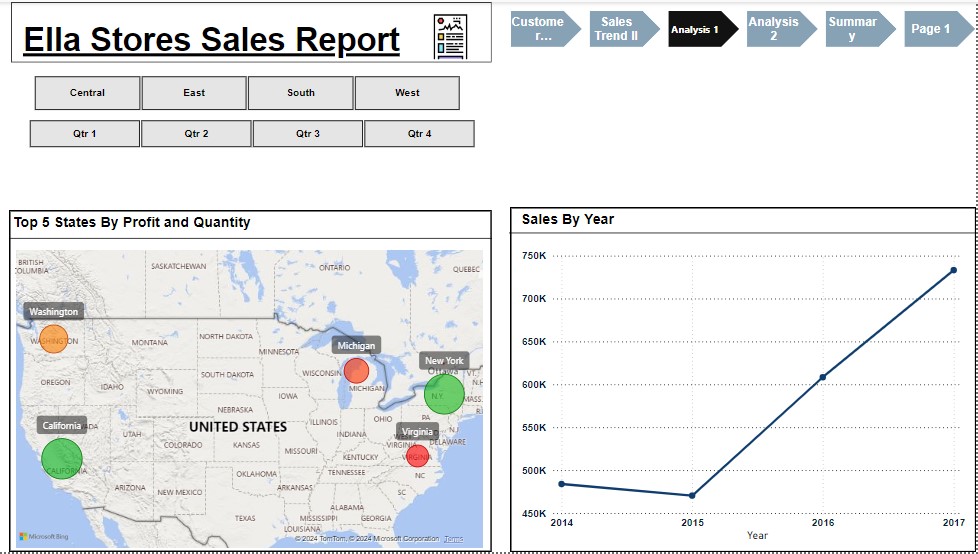 Ella Stores Sales Report
Custome
r...
Sales
Trend II
Analysis 1
Analysis
2
Summar
y
Page 1
Central
East
South
West
Qtr 1
Qtr 2
Qtr 3
Qtr 4
Top 5 States By Profit and Quantity
BRITISH
COLUMBIA
SASKATCHEWAN
ONTARIO
QUEBEC
Washington
WASHINGTON
MONTANA
NORTH DAKOTA
MINNESOTA
Michigan
New York
Ottawa
VT.
N.H
OREGON
IDAHO
WYOMING
SOUTH DAKOTA
WISCONSIN
MICHIGAN
N.Y.
MASS.
IOWA
NEBRASKA
California
ADA
UTAH
COLORADO
UNITED STATES
KANSAS
ILLINOIS
INDIANA
OHIO
PA
N.J
Virginia
WEST
VIRGINIA
DELAWARE
MISSOURI
KENTUCKY
VIRGINIA
CALIFORNIA
ARIZONA
NEW MEXICO
OKLAHOMA
ARKANSAS
TENNESSEE
NC
SC
TEXAS
MISSISSIPPI
ALABAMA
GEORGIA
LOUISIANA
Microsoft Bing
© 2024 TomTom, © 2024 Microsoft Corporation Terms
Sales By Year
750K
700K
650K
600K
550K
500K
450K
2014
2015
2016
2017
Year